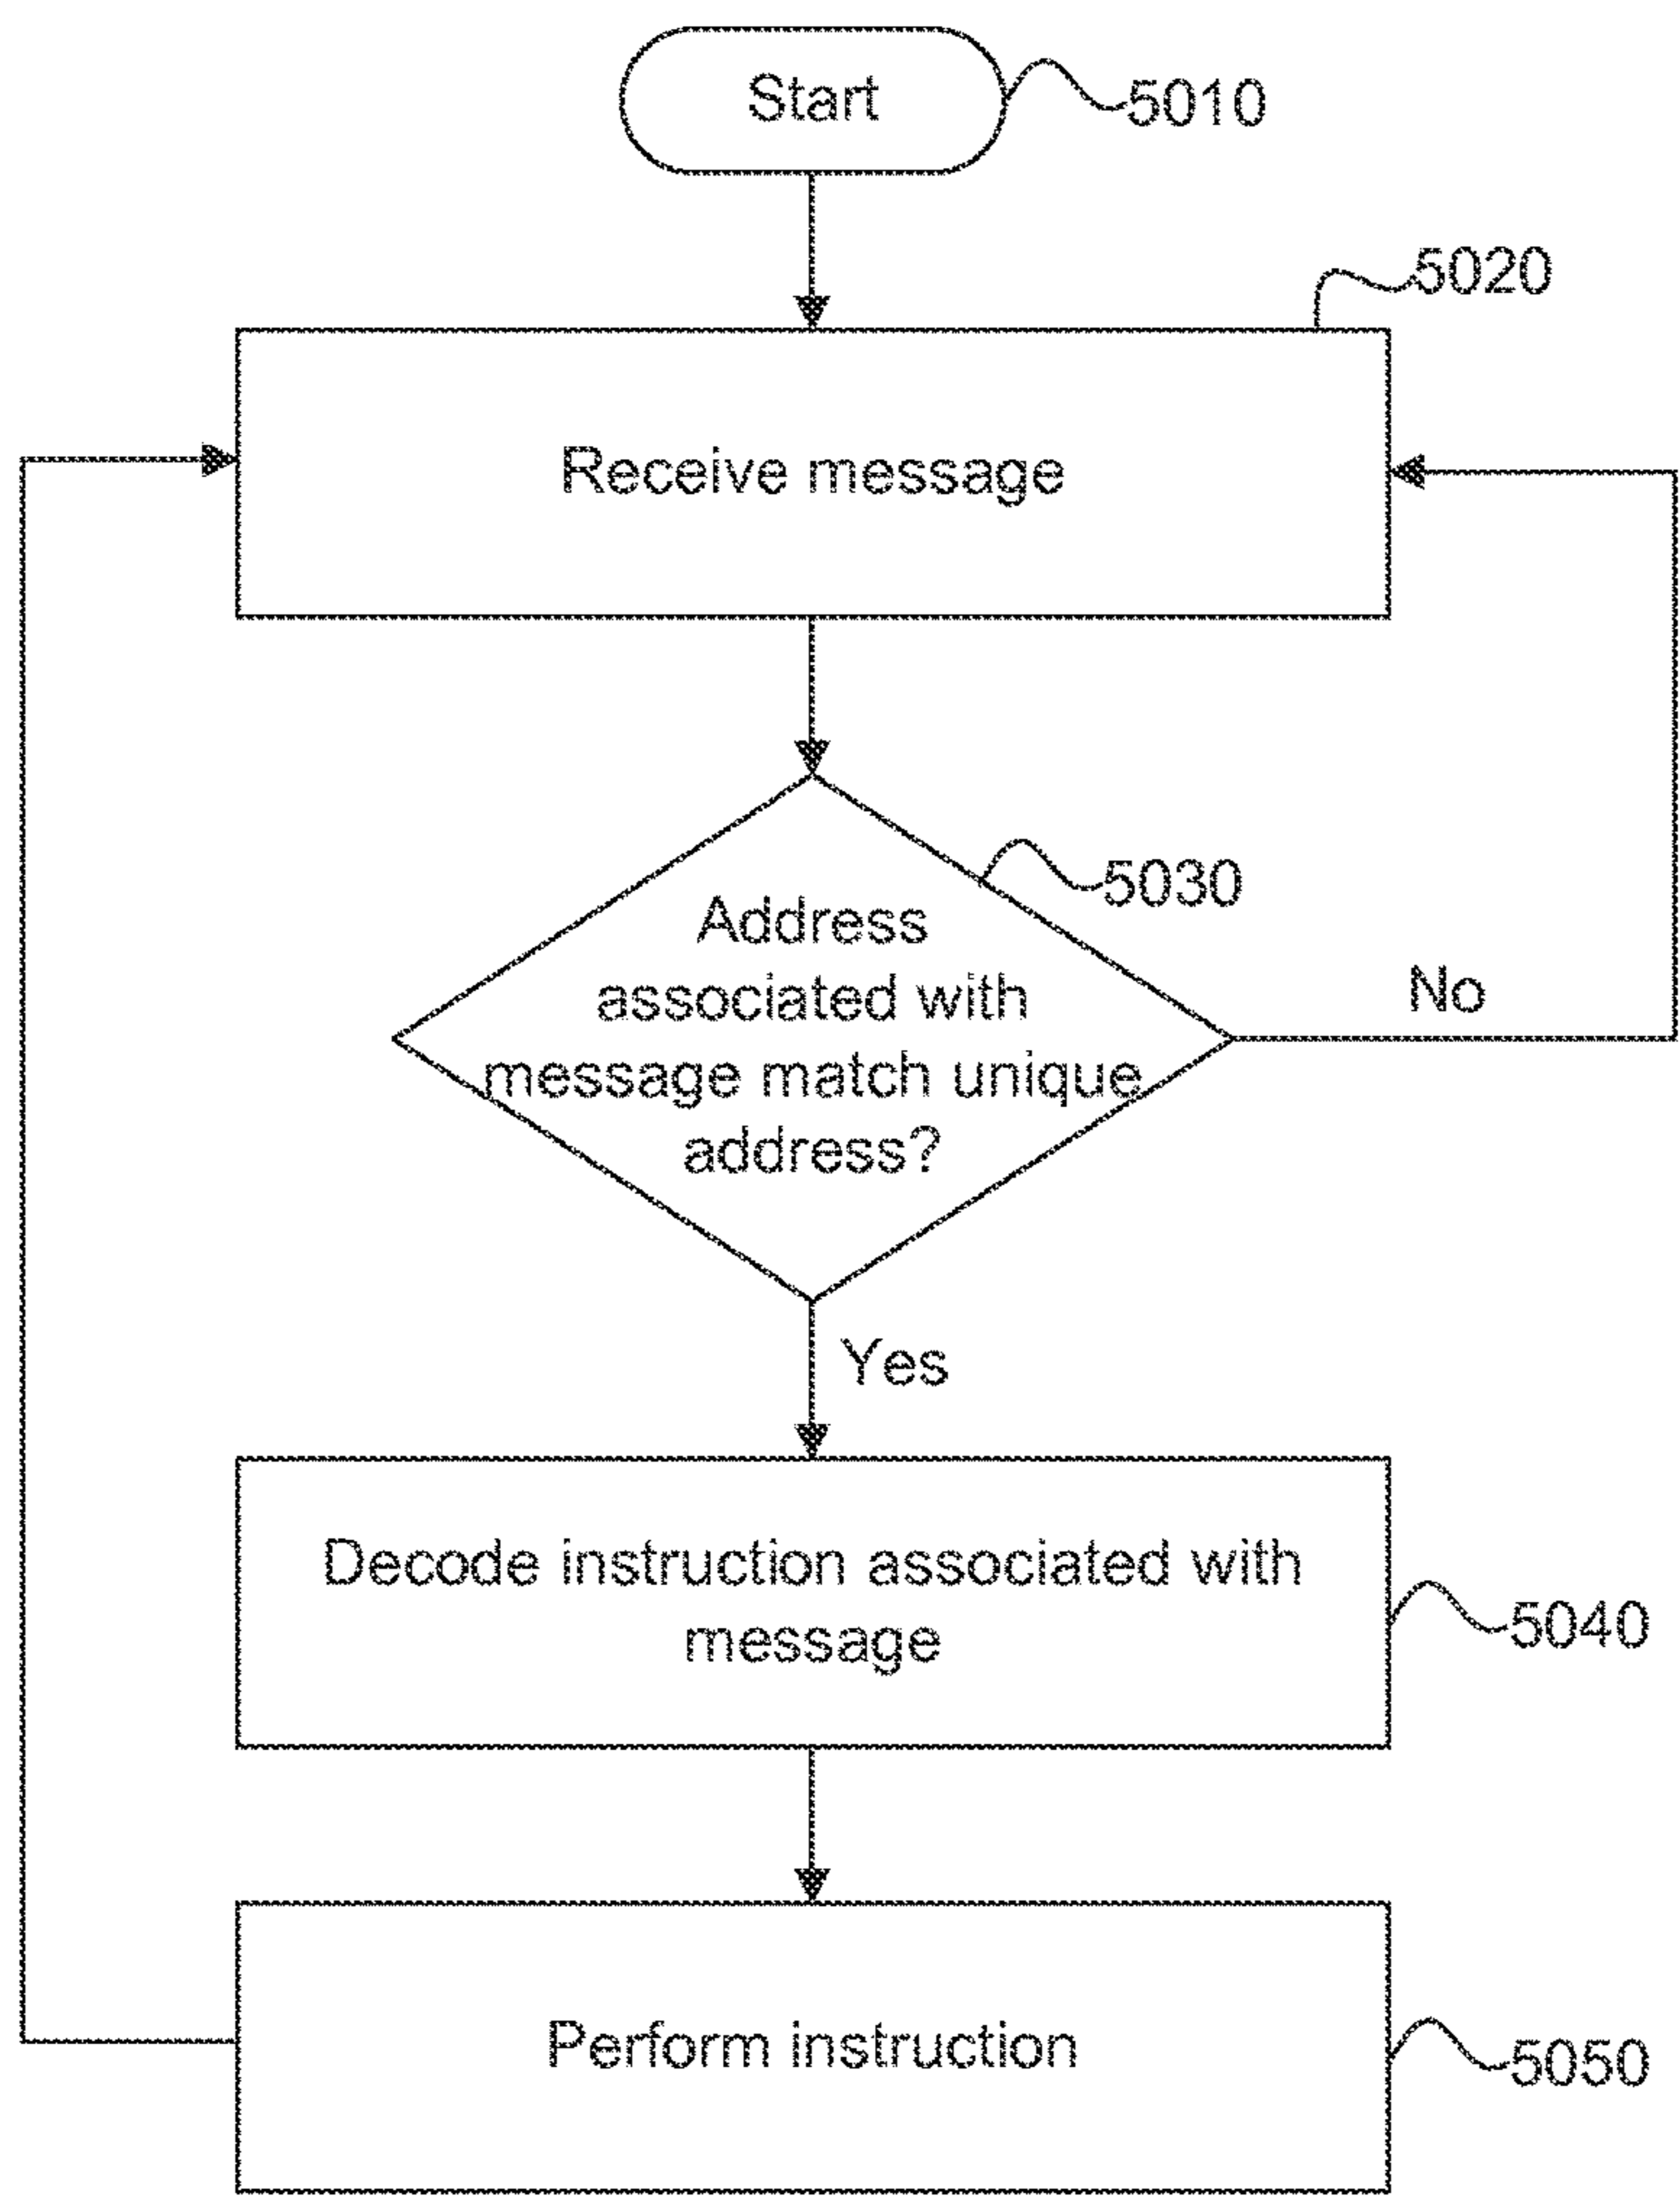 Start
5010
5020
Receive message
5030
Address
associated with
message match unique
address?
No
Yes
Decode instruction associated with
message
5040
Perform instruction
5050